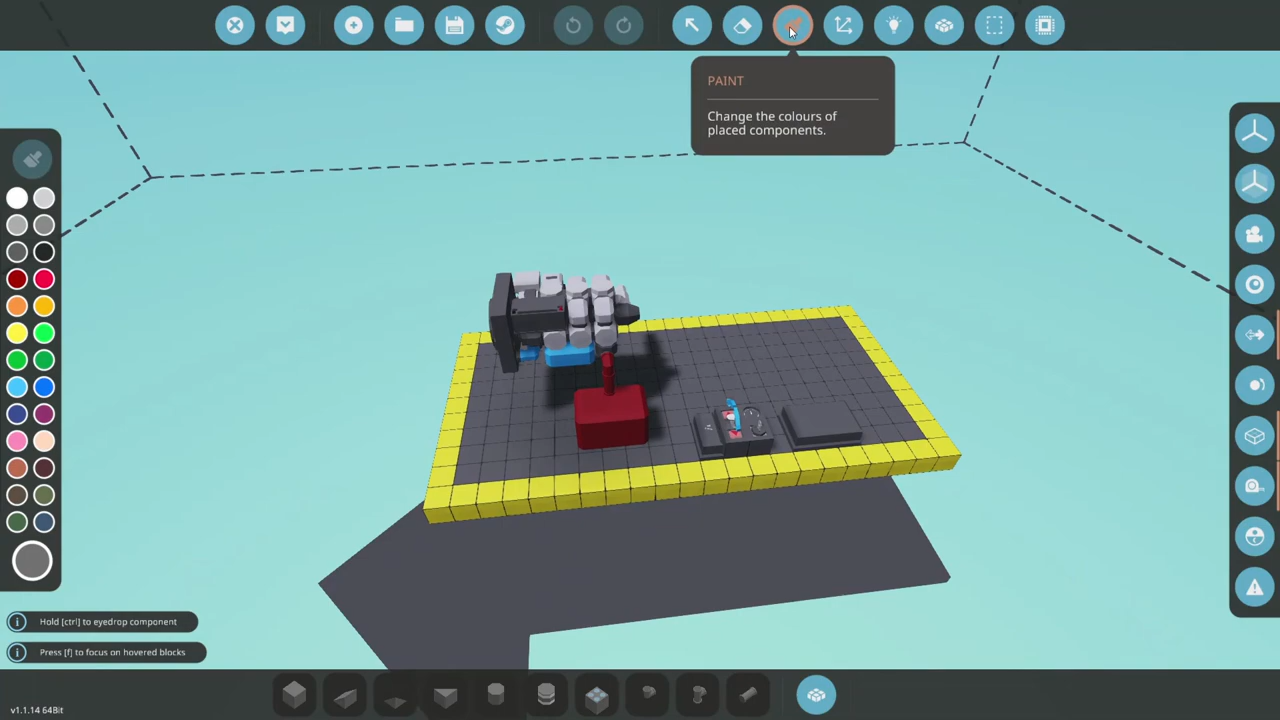 PAINT
Change the colours of
placed components.
Hold [ctrl] to eyedrop component
Press [f] to focus on hovered blocks
v1.1.14 64Bit